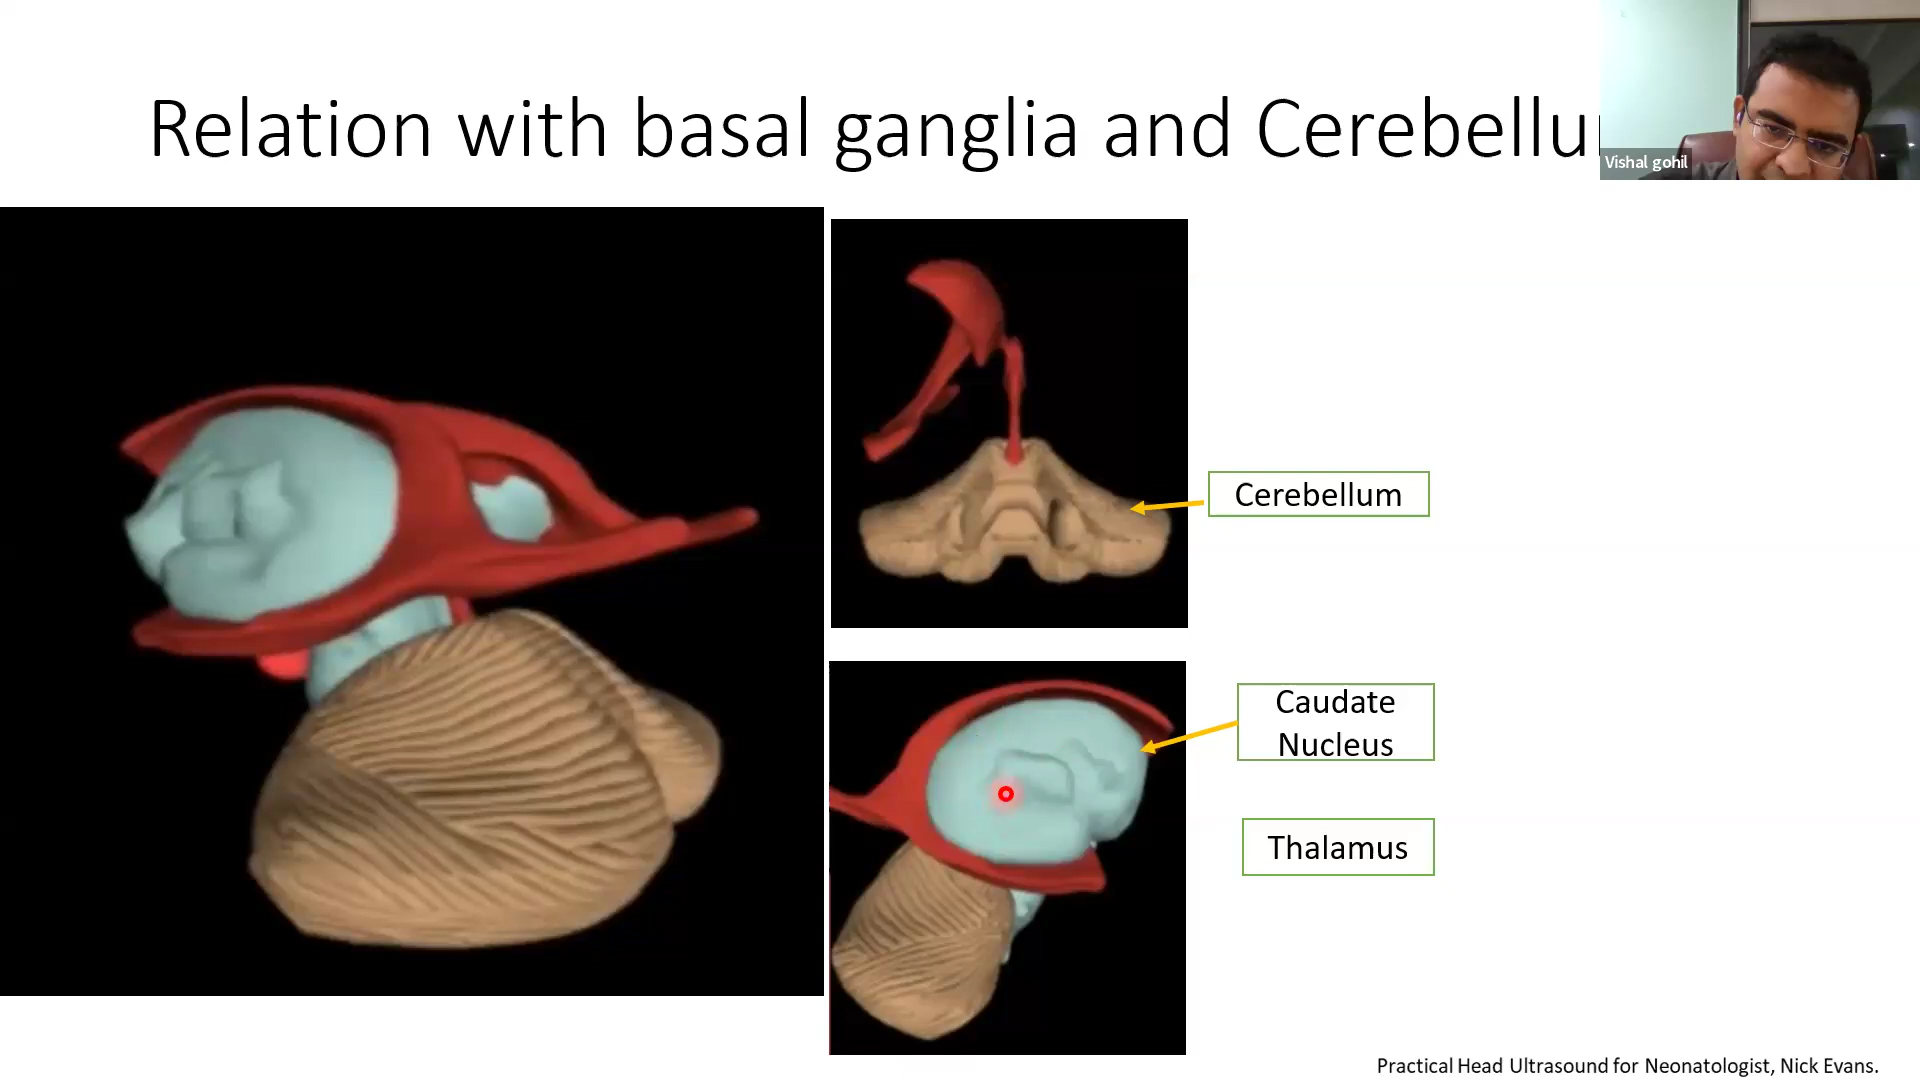 Relation with basal ganglia and Cerebellu
Vishal gohil
Cerebellum
Caudate
Nucleus
Thalamus
Practical Head Ultrasound for Neonatologist, Nick Evans.